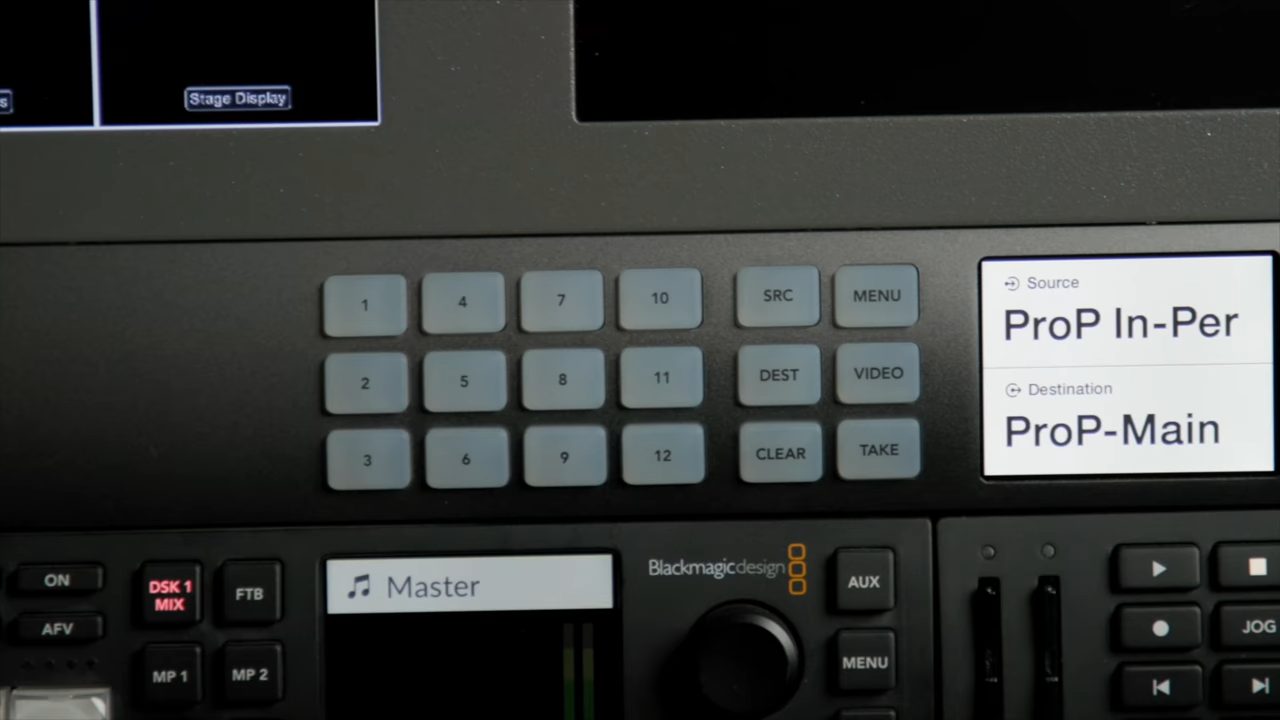 s
Stage Display
1 4 7 10 SRC MENU
2 5 8 11 DEST VIDEO
3 6 9 12 CLEAR TAKE
Source
ProP In-Per
Destination
ProP-Main
ON
AFV
DSK 1
MIX
FTB
MP 1
MP 2
Master
Blackmagicdesign
AUX
MENU
JOG